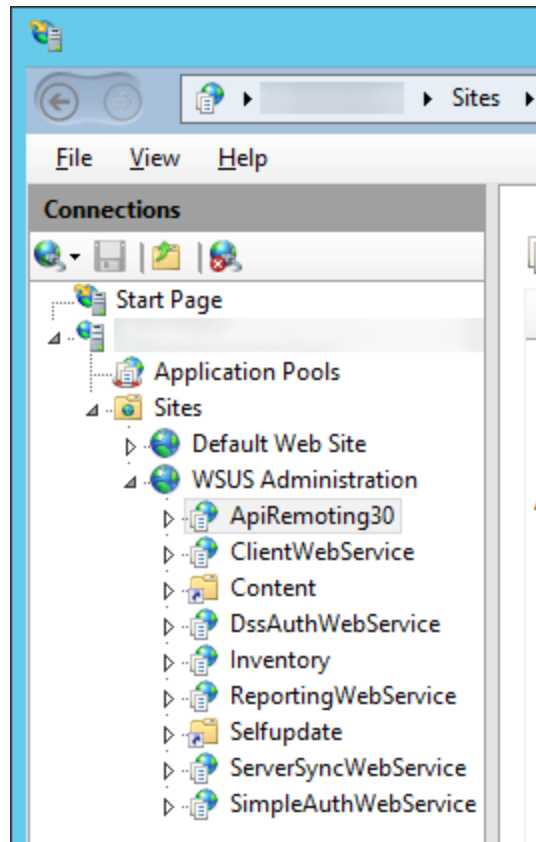 Sites
File View Help
Connections
Start Page
Application Pools
Sites
Default Web Site
WSUS Administration
ApiRemoting30
ClientWebService
Content
DssAuthWebService
Inventory
ReportingWebService
Selfupdate
ServerSyncWebService
SimpleAuthWebService